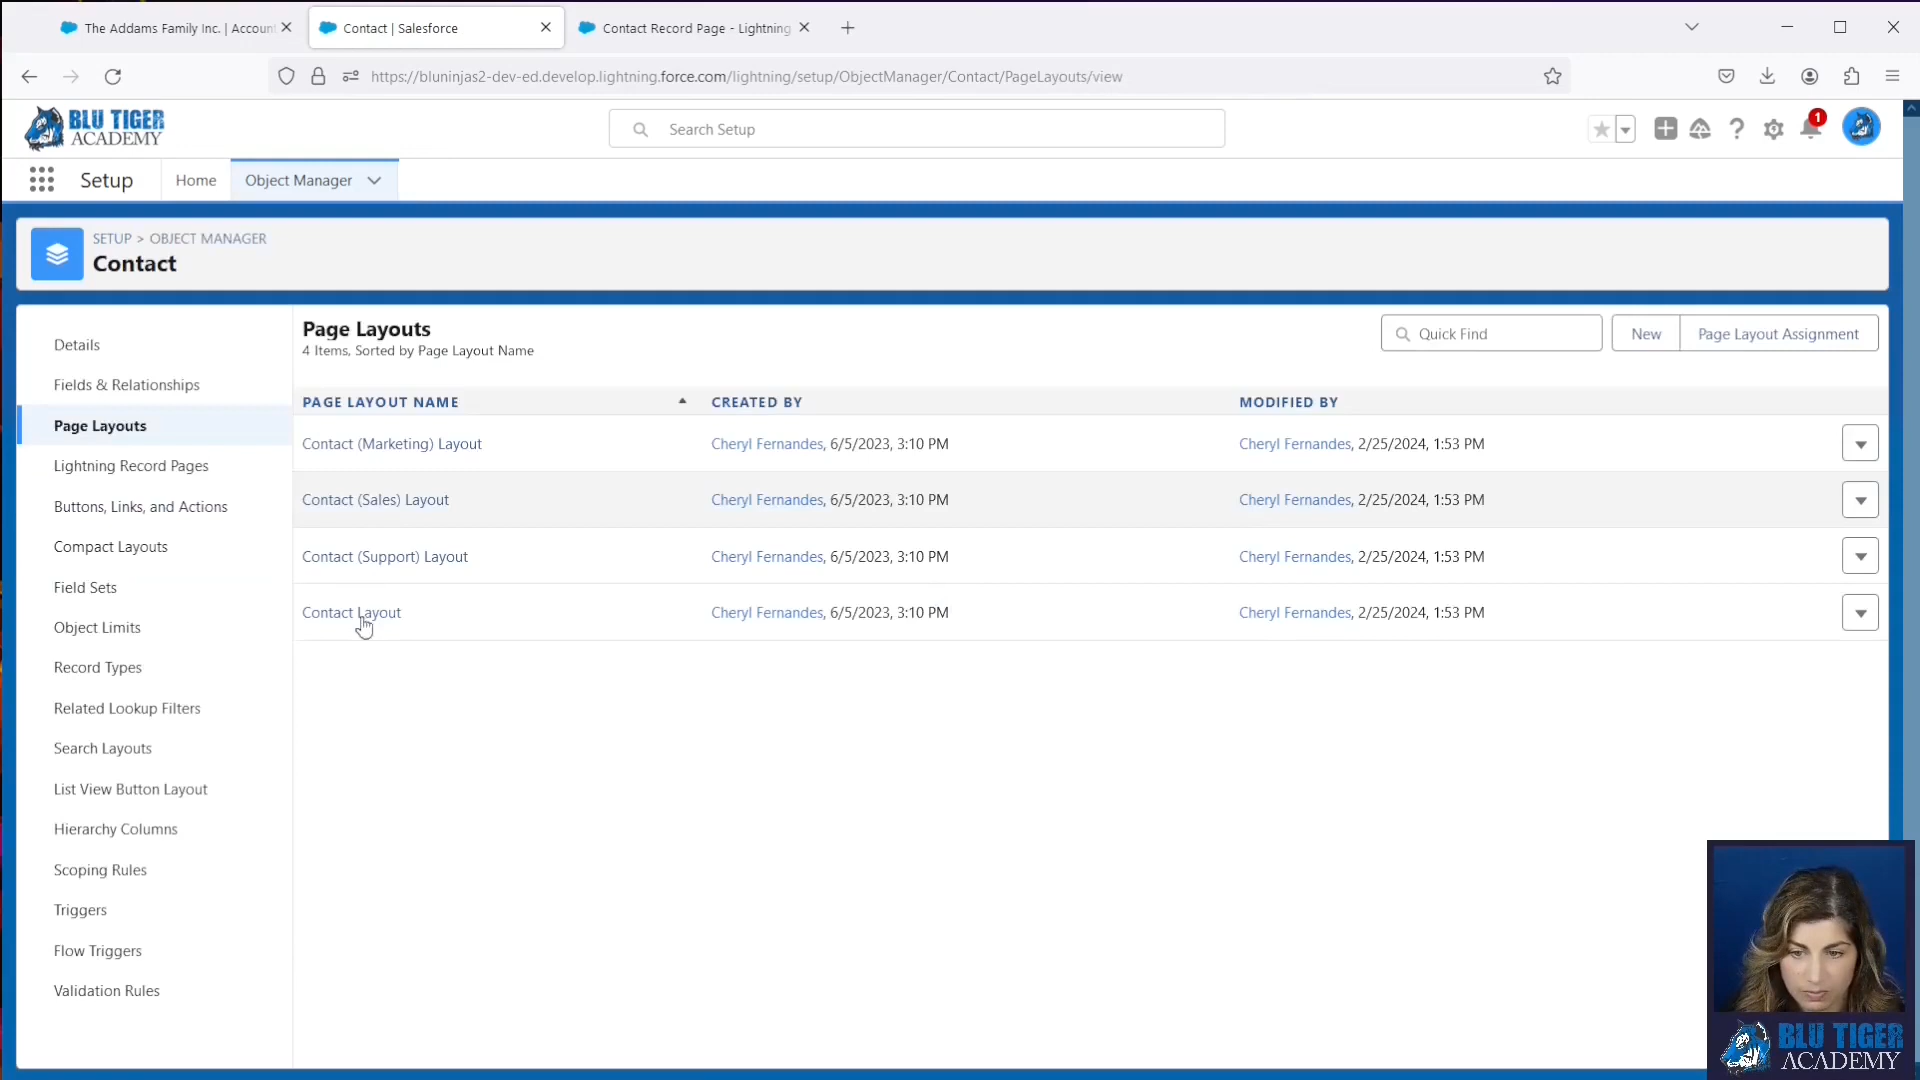 The Addams Family Inc. | Accoun
Contact | Salesforce
Contact Record Page - Lightning
https://bluninjas2-dev-ed.develop.lightning.force.com/lightning/setup/ObjectManager/Contact/PageLayouts/view
BLU TIGER
ACADEMY
Search Setup
1
Setup
Home
Object Manager
SETUP > OBJECT MANAGER
Contact
Details
Fields & Relationships
Page Layouts
Lightning Record Pages
Buttons, Links, and Actions
Compact Layouts
Field Sets
Object Limits
Record Types
Related Lookup Filters
Search Layouts
List View Button Layout
Hierarchy Columns
Scoping Rules
Triggers
Flow Triggers
Validation Rules
Page Layouts
4 Items, Sorted by Page Layout Name
Quick Find
New
Page Layout Assignment
PAGE LAYOUT NAME CREATED BY MODIFIED BY
Contact (Marketing) Layout Cheryl Fernandes, 6/5/2023, 3:10 PM Cheryl Fernandes, 2/25/2024, 1:53 PM
Contact (Sales) Layout Cheryl Fernandes, 6/5/2023, 3:10 PM Cheryl Fernandes, 2/25/2024, 1:53 PM
Contact (Support) Layout Cheryl Fernandes, 6/5/2023, 3:10 PM Cheryl Fernandes, 2/25/2024, 1:53 PM
Contact Layout Cheryl Fernandes, 6/5/2023, 3:10 PM Cheryl Fernandes, 2/25/2024, 1:53 PM
BLU TIGER
ACADEMY